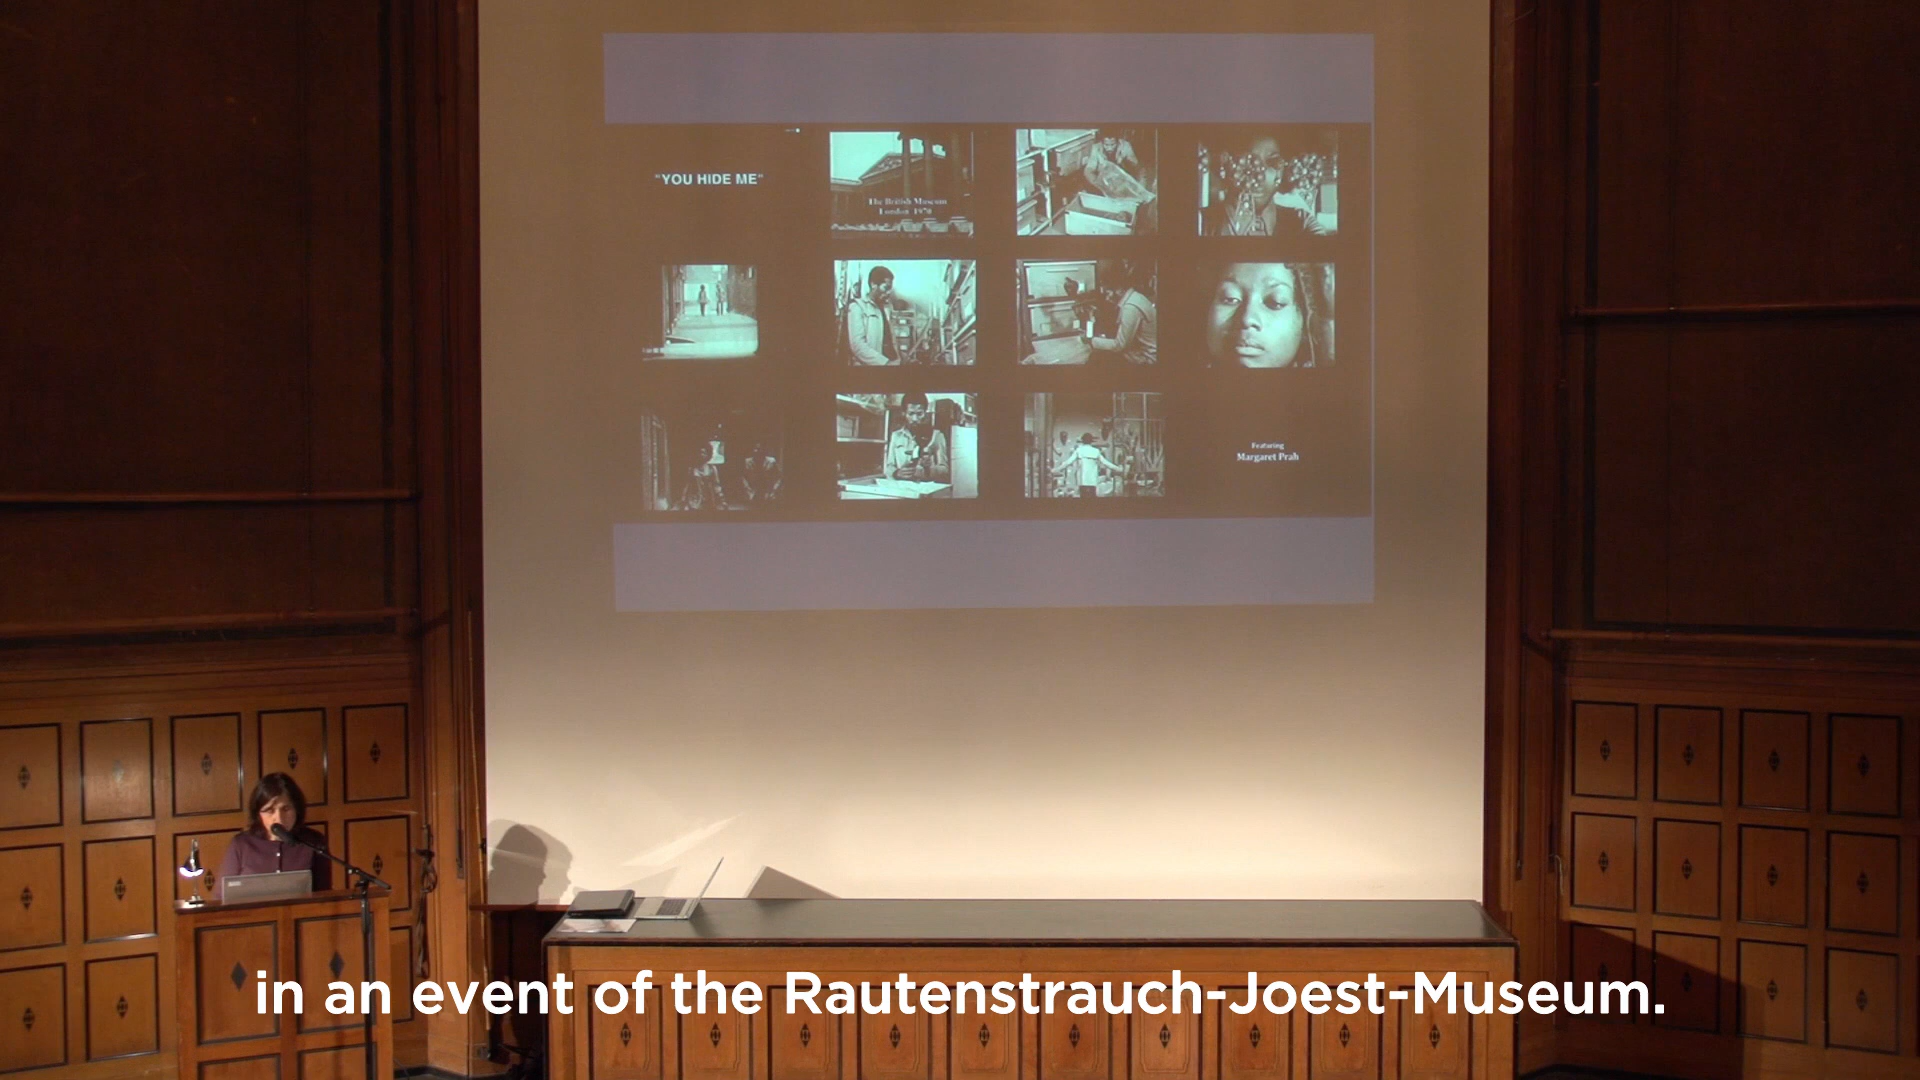 "YOU HIDE ME"
The British Museum
London 1970
Featuring
Margaret Prah
in an event of the Rautenstrauch-Joest-Museum.